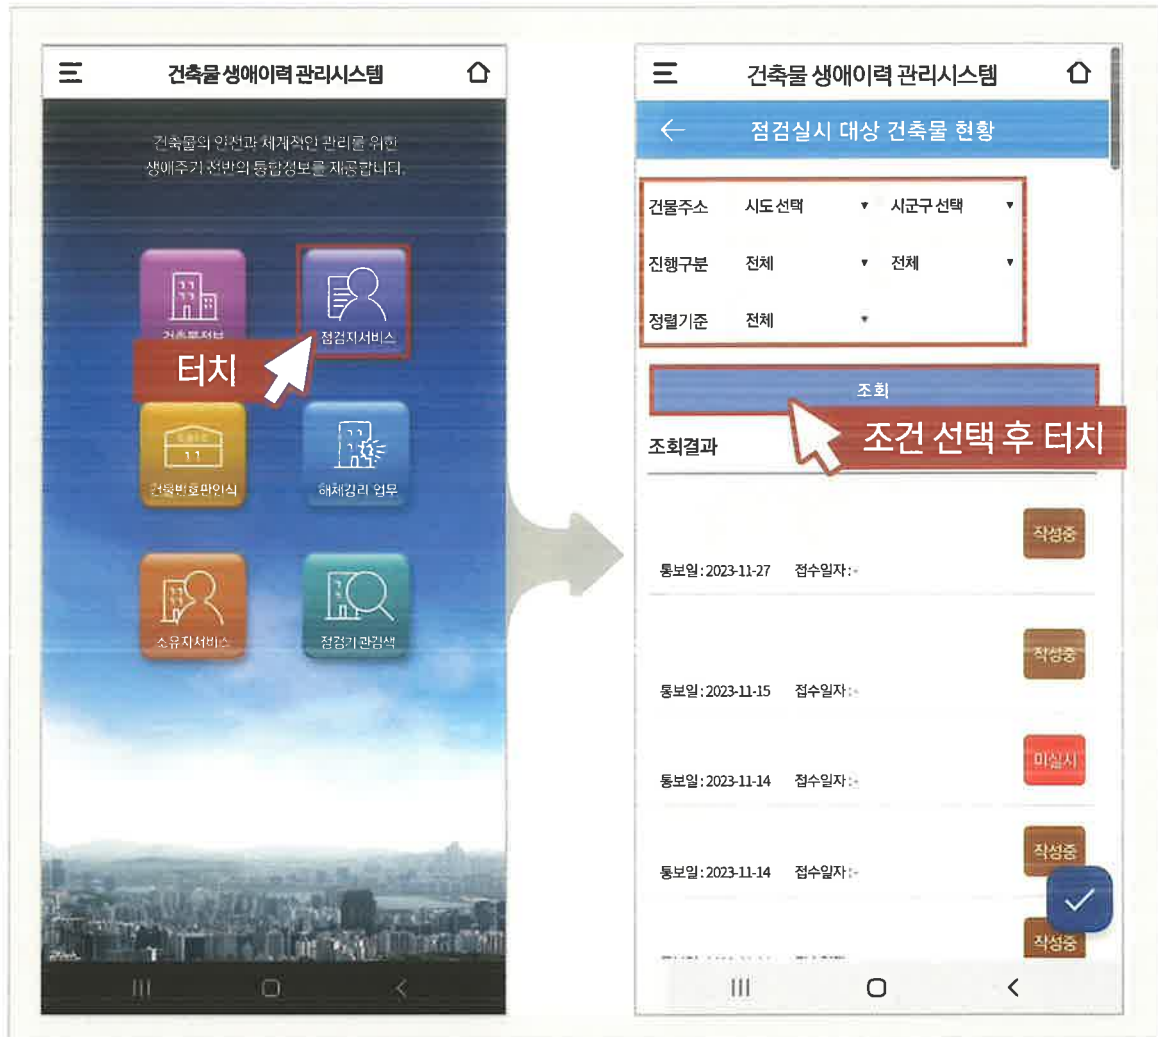 건축물 생애이력 관리시스템
건축물의 안전과 체계적인 관리를 위한
생애주기 전반의 통합정보를 제공합니다.
건축물정보
점검자서비스
터치
건물번호판인식
해체감리 업무
소유자서비스
점검기관검색
건축물 생애이력 관리시스템
점검실시 대상 건축물 현황
건물주소 시도 선택 시군구 선택
진행구분 전체 전체
정렬기준 전체
조회
조건 선택 후 터치
조회결과
작성중
통보일 : 2023-11-27 접수일자 : -
작성중
통보일 : 2023-11-15 접수일자 : -
미실시
통보일 : 2023-11-14 접수일자 : -
작성중
통보일 : 2023-11-14 접수일자 : -
작성중